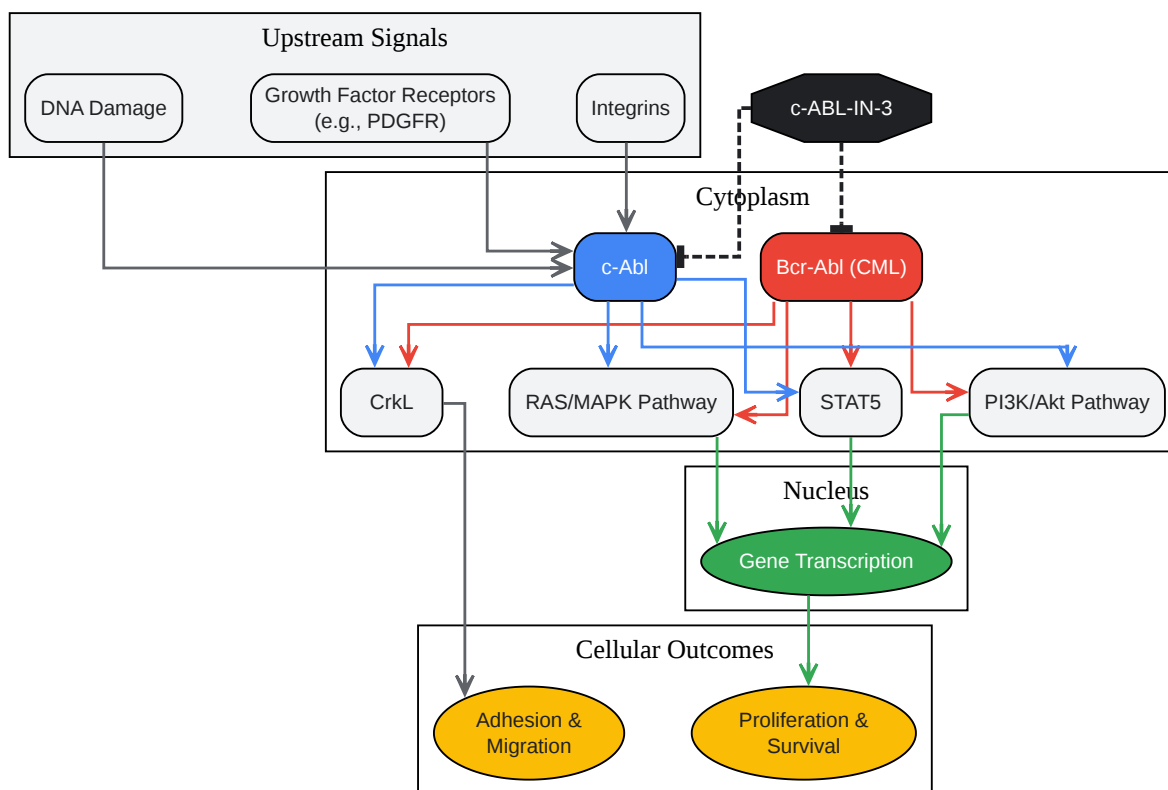 Upstream Signals
DNA Damage
Growth Factor Receptors
(e.g., PDGFR)
Integrins
c-ABL-IN-3
Cytoplasm
c-Abl
Bcr-Abl (CML)
CrkL
RAS/MAPK Pathway
STAT5
PI3K/Akt Pathway
Nucleus
Gene Transcription
Cellular Outcomes
Adhesion &
Migration
Proliferation &
Survival